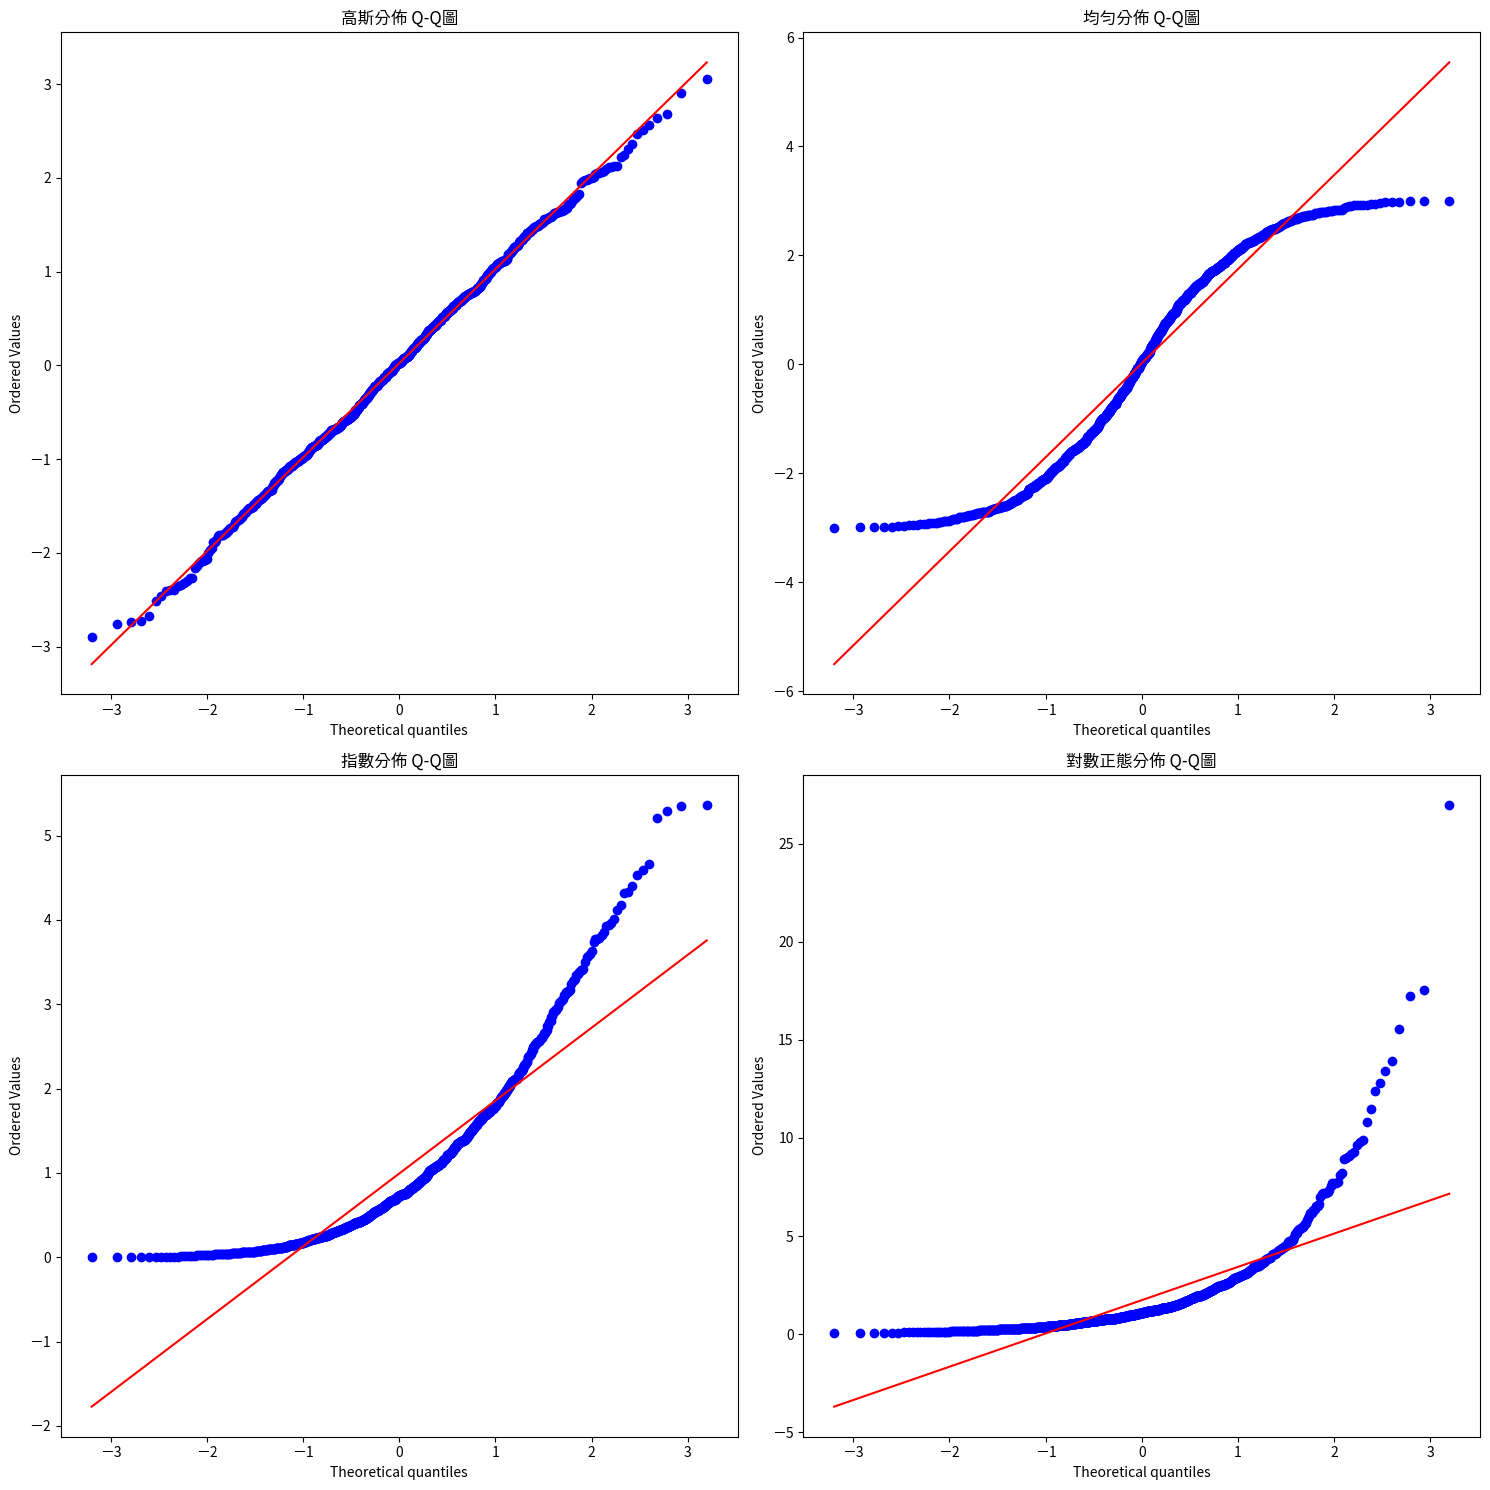 高斯分佈 Q-Q圖
3
2
1
0
−1
−2
−3
Ordered Values
−3 −2 −1 0 1 2 3
Theoretical quantiles
均勻分佈 Q-Q圖
6
4
2
0
−2
−4
−6
Ordered Values
−3 −2 −1 0 1 2 3
Theoretical quantiles
指數分佈 Q-Q圖
5
4
3
2
1
0
−1
−2
Ordered Values
−3 −2 −1 0 1 2 3
Theoretical quantiles
對數正態分佈 Q-Q圖
25
20
15
10
5
0
−5
Ordered Values
−3 −2 −1 0 1 2 3
Theoretical quantiles